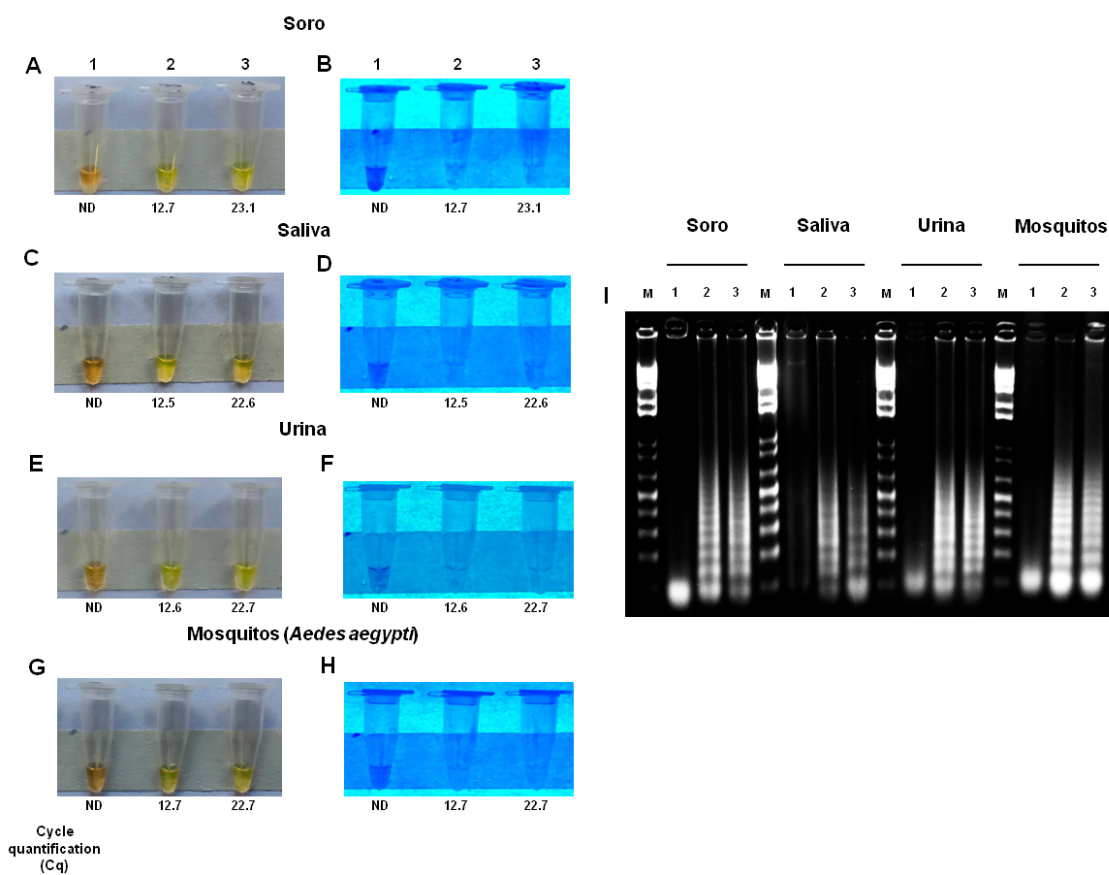 Soro
A 1 2 3 B 1 2 3
ND 12.7 23.1 ND 12.7 23.1
Saliva
C D
ND 12.5 22.6 ND 12.5 22.6
Urina
E F
ND 12.6 22.7 ND 12.6 22.7
Mosquitos (Aedes aegypti)
G H
ND 12.7 22.7 ND 12.7 22.7
Cycle
quantification
(Cq)
Soro Saliva Urina Mosquitos
I M 1 2 3 M 1 2 3 M 1 2 3 M 1 2 3